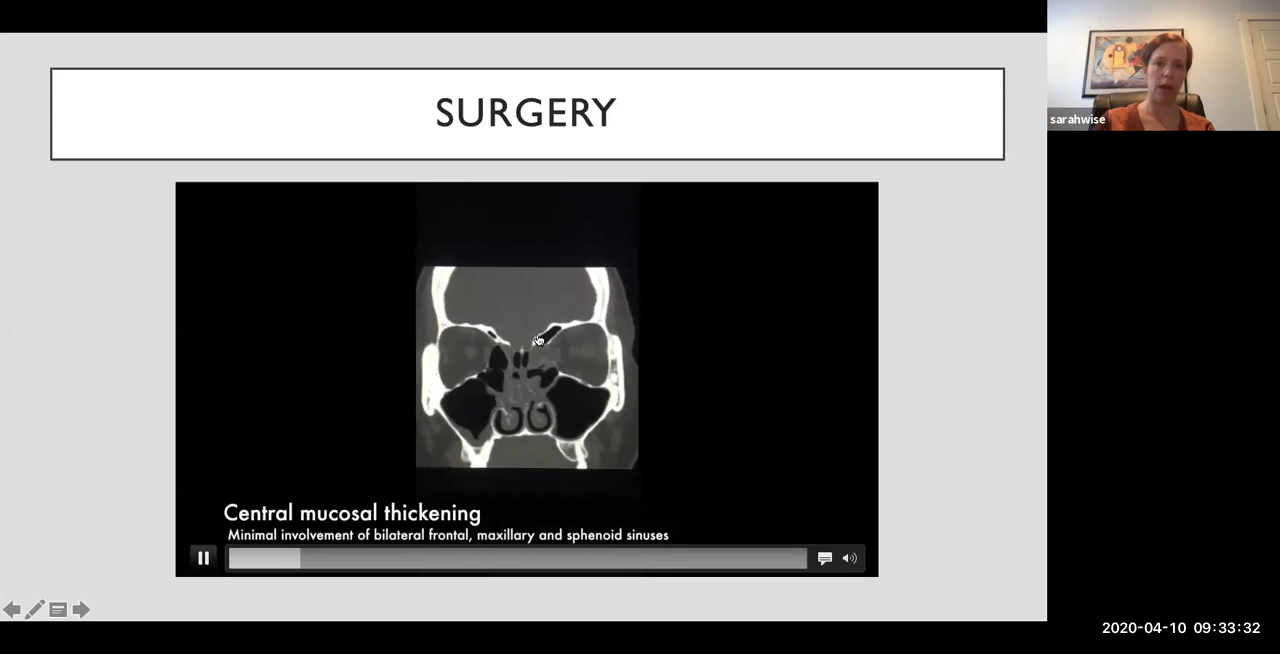 SURGERY
sarahwise
Central mucosal thickening
Minimal involvement of bilateral frontal, maxillary and sphenoid sinuses
2020-04-10 09:33:32